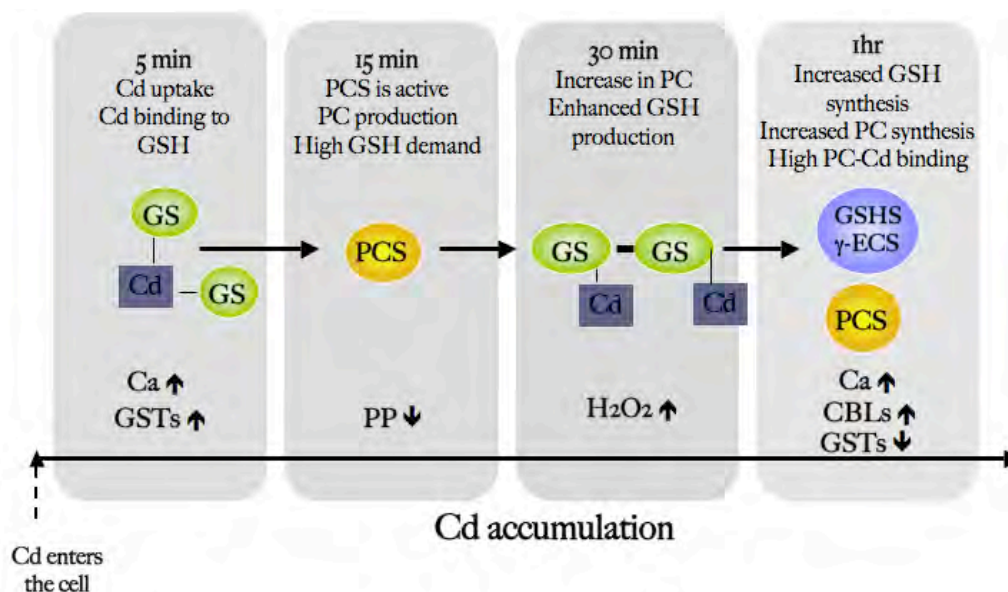 5 min
Cd uptake
Cd binding to
GSH
GS
Cd
GS
Ca ↑
GSTs ↑
15 min
PCS is active
PC production
High GSH demand
PCS
PP ↓
30 min
Increase in PC
Enhanced GSH
production
GS
GS
Cd
Cd
H2O2 ↑
1hr
Increased GSH
synthesis
Increased PC synthesis
High PC-Cd binding
GSHS
γ-ECS
PCS
Ca ↑
CBLs ↑
GSTs ↓
Cd accumulation
Cd enters
the cell